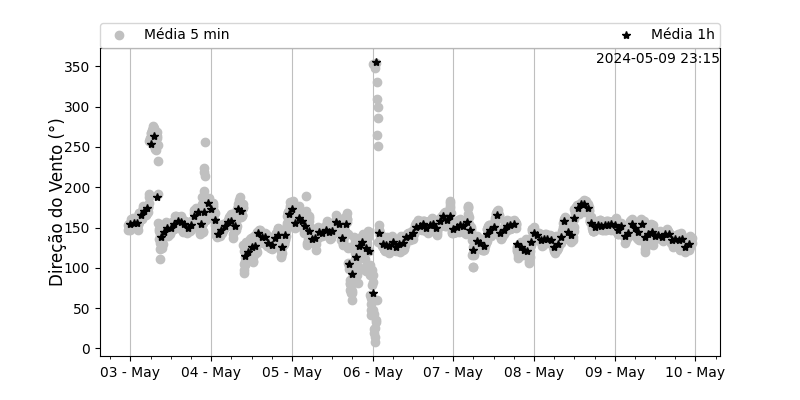 Média 5 min
Média 1h
2024-05-09 23:15
Direção do Vento (°)
350
300
250
200
150
100
50
0
03 - May
04 - May
05 - May
06 - May
07 - May
08 - May
09 - May
10 - May